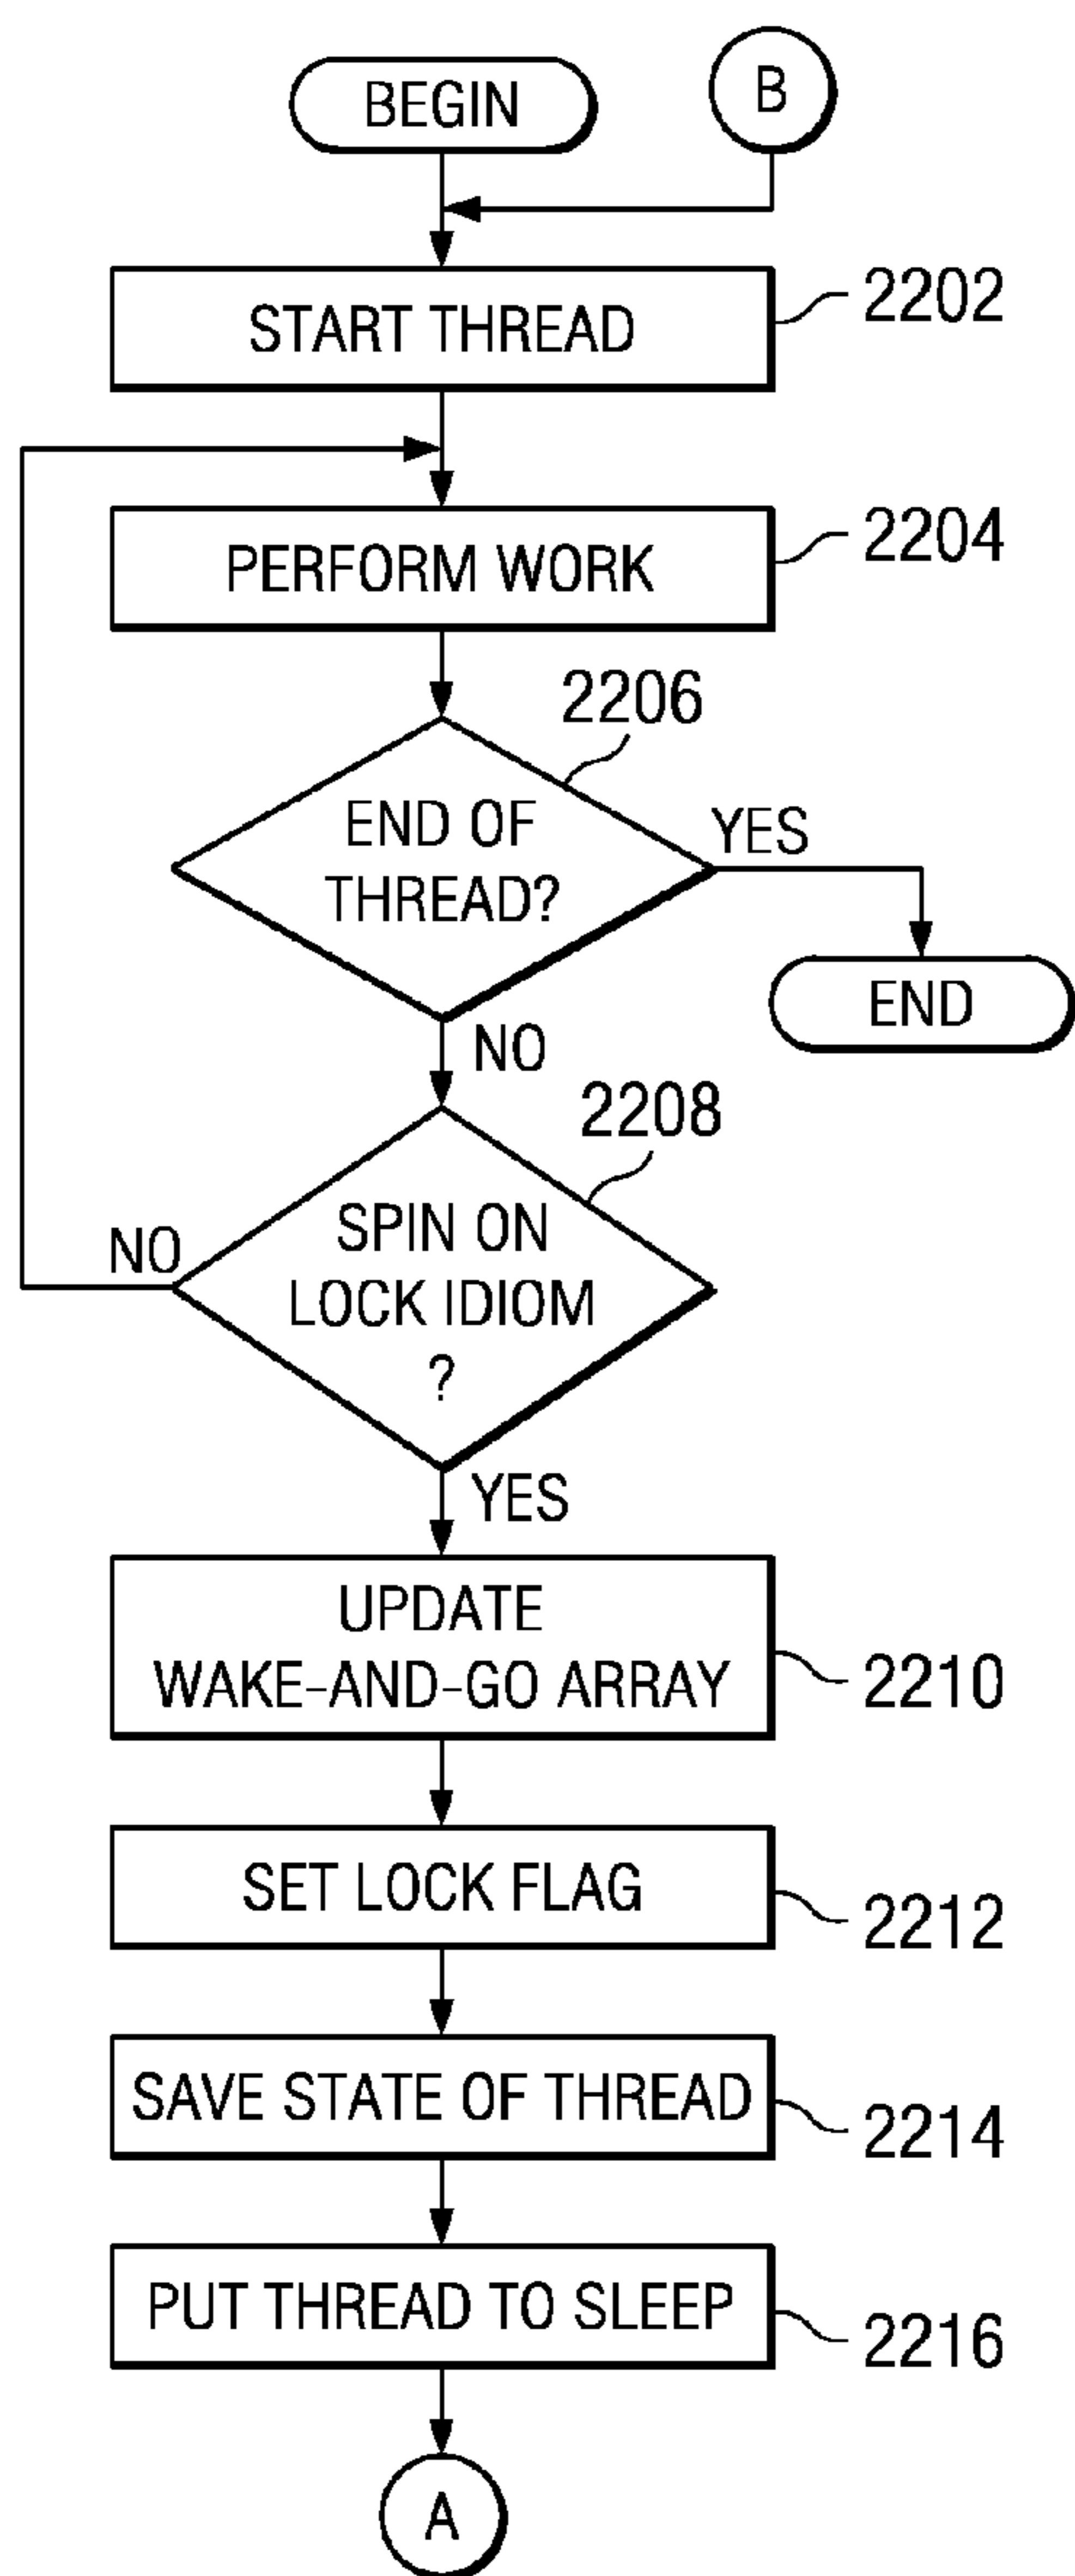 BEGIN
B
START THREAD
2202
PERFORM WORK
2204
2206
END OF
THREAD?
YES
END
NO
2208
SPIN ON
LOCK IDIOM
?
NO
YES
UPDATE
WAKE-AND-GO ARRAY
2210
SET LOCK FLAG
2212
SAVE STATE OF THREAD
2214
PUT THREAD TO SLEEP
2216
A